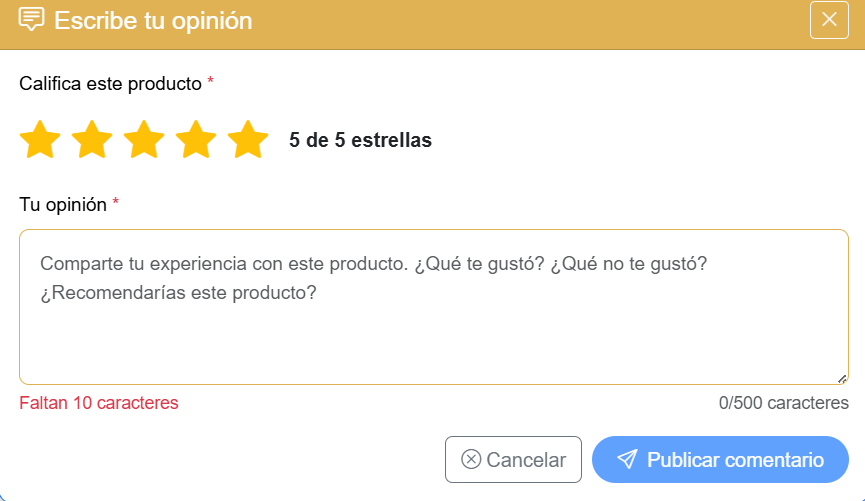 Escribe tu opinión
Califica este producto *
5 de 5 estrellas
Tu opinión *
Comparte tu experiencia con este producto. ¿Qué te gustó? ¿Qué no te gustó?
¿Recomendarías este producto?
Faltan 10 caracteres
0/500 caracteres
Cancelar
Publicar comentario